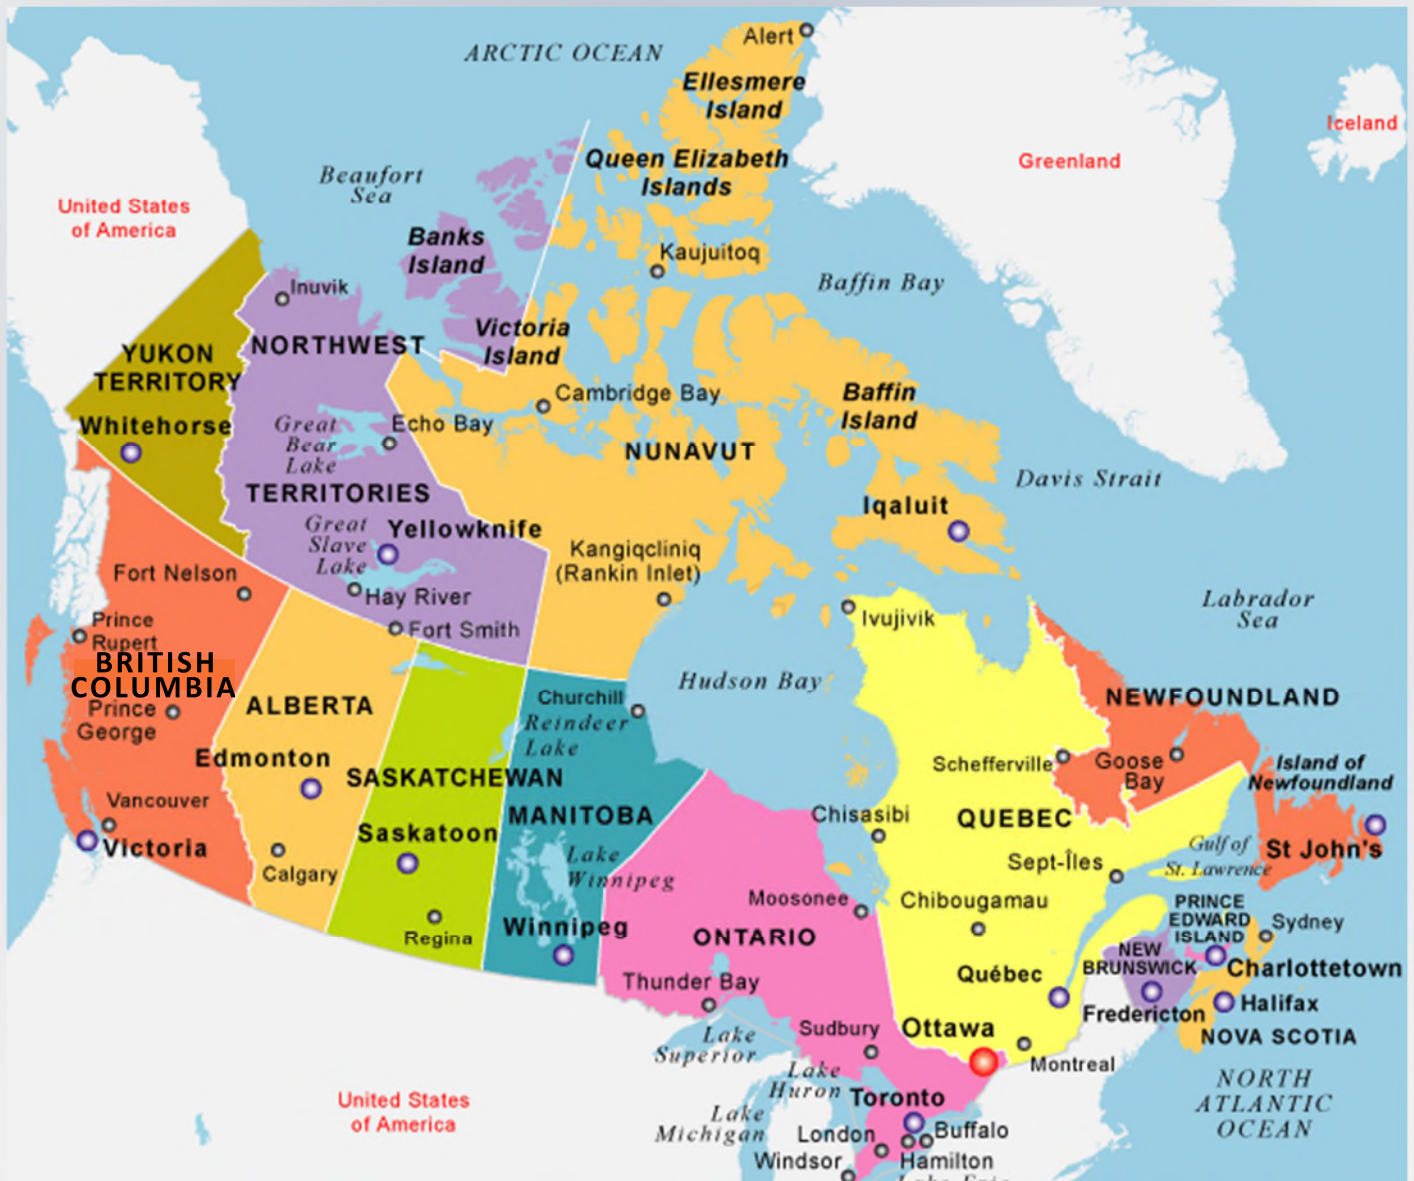 ARCTIC OCEAN
Alert
Ellesmere
Island
Iceland
Greenland
Queen Elizabeth
Islands
Beaufort
Sea
United States
of America
Banks
Island
Kaujuitoq
Baffin Bay
Inuvik
Victoria
Island
NORTHWEST
YUKON
TERRITORY
Cambridge Bay
Baffin
Island
Whitehorse
Great
Bear
Lake
Echo Bay
NUNAVUT
Davis Strait
TERRITORIES
Iqaluit
Great
Slave
Lake
Yellowknife
Kangiqcliniq
(Rankin Inlet)
Fort Nelson
Hay River
Fort Smith
Ivujivik
Labrador
Sea
Prince
Rupert
BRITISH
COLUMBIA
Prince
George
Hudson Bay
ALBERTA
Churchill
Reindeer
Lake
NEWFOUNDLAND
Edmonton
SASKATCHEWAN
Schefferville
Goose
Bay
Island of
Newfoundland
Vancouver
Victoria
MANITOBA
Chisasibi
QUEBEC
Saskatoon
Lake
Winnipeg
Gulf of
St. Lawrence
St John's
Calgary
Sept-Îles
Moosonee
Chibougamau
PRINCE
EDWARD
ISLAND
Sydney
Regina
Winnipeg
ONTARIO
NEW
BRUNSWICK
Charlottetown
Thunder Bay
Québec
Fredericton
Halifax
NOVA SCOTIA
Lake
Superior
Sudbury
Ottawa
Montreal
Lake
Huron
United States
of America
Toronto
NORTH
ATLANTIC
OCEAN
Lake
Michigan
London
Buffalo
Windsor
Hamilton
Lake Erie